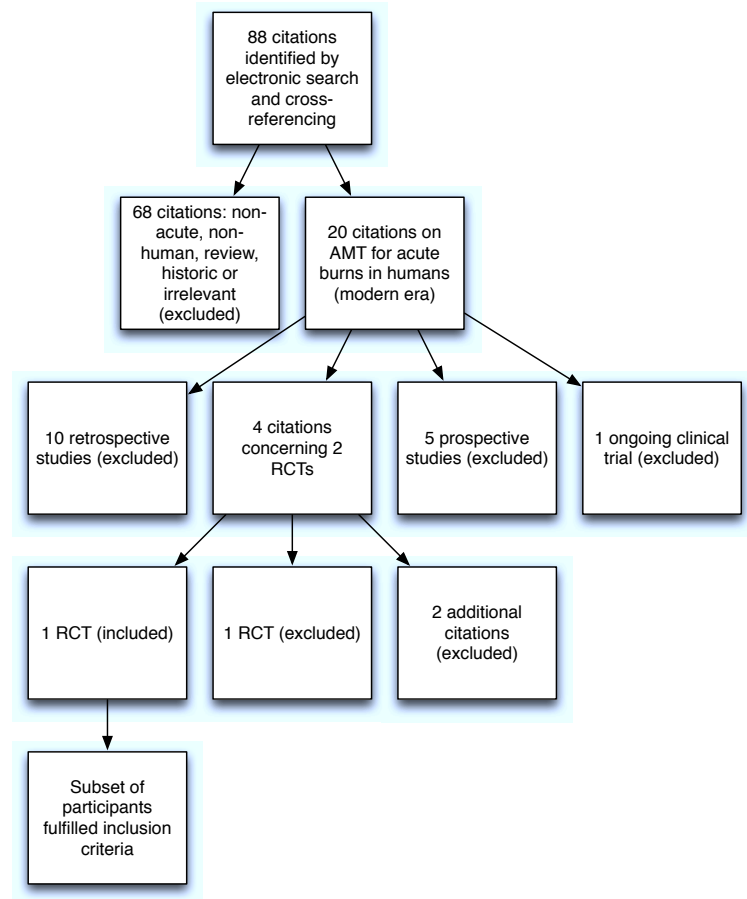 88 citations
identified by
electronic search
and cross-
referencing
68 citations: non-
acute, non-
human, review,
historic or
irrelevant
(excluded)
20 citations on
AMT for acute
burns in humans
(modern era)
10 retrospective
studies (excluded)
4 citations
concerning 2
RCTs
5 prospective
studies (excluded)
1 ongoing clinical
trial (excluded)
1 RCT (included)
1 RCT (excluded)
2 additional
citations
(excluded)
Subset of
participants
fulfilled inclusion
criteria